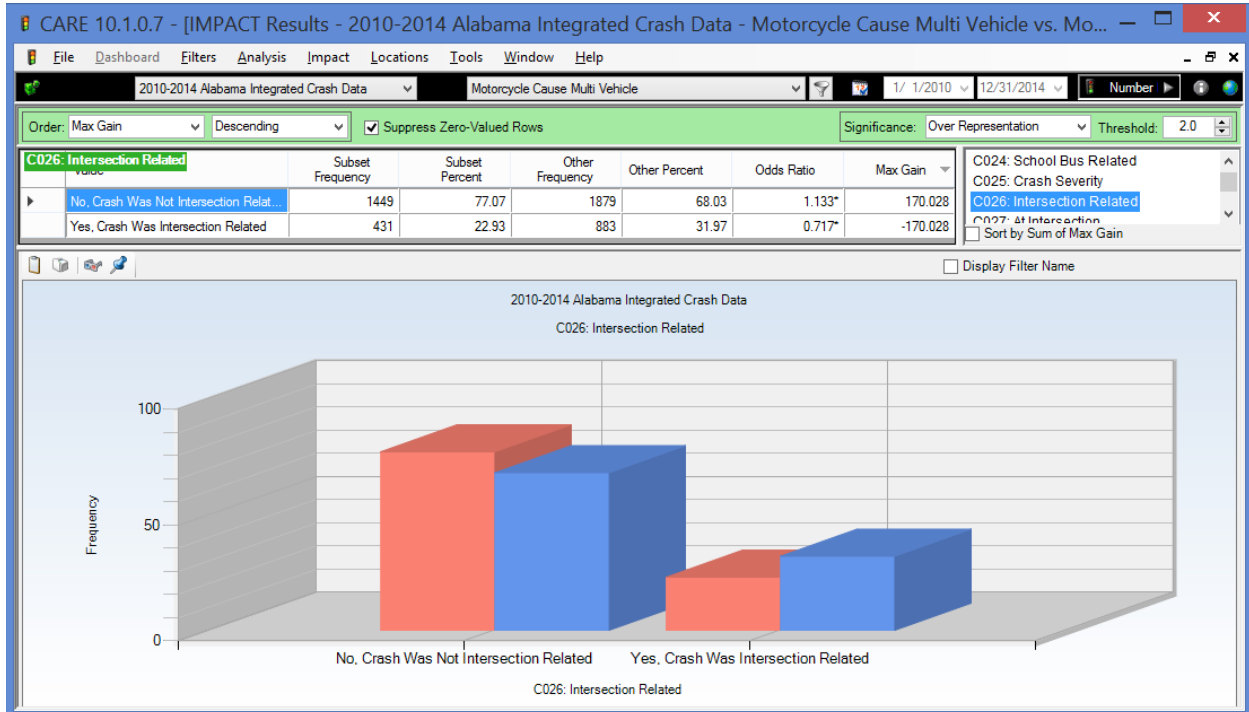 CARE 10.1.0.7 - [IMPACT Results - 2010-2014 Alabama Integrated Crash Data - Motorcycle Cause Multi Vehicle vs. Mo...
File Dashboard Filters Analysis Impact Locations Tools Window Help
2010-2014 Alabama Integrated Crash Data Motorcycle Cause Multi Vehicle 1/ 1/2010 12/31/2014 Number
Order: Max Gain Descending Suppress Zero-Valued Rows Significance: Over Representation Threshold: 2.0
C026: Intersection Related Subset Frequency Subset Percent Other Frequency Other Percent Odds Ratio Max Gain
No, Crash Was Not Intersection Relat... 1449 77.07 1879 68.03 1.133* 170.028
Yes, Crash Was Intersection Related 431 22.93 883 31.97 0.717* -170.028
C024: School Bus Related
C025: Crash Severity
C026: Intersection Related
C027: At Intersection
Sort by Sum of Max Gain
Display Filter Name
2010-2014 Alabama Integrated Crash Data
C026: Intersection Related
100
50
0
Frequency
No, Crash Was Not Intersection Related Yes, Crash Was Intersection Related
C026: Intersection Related